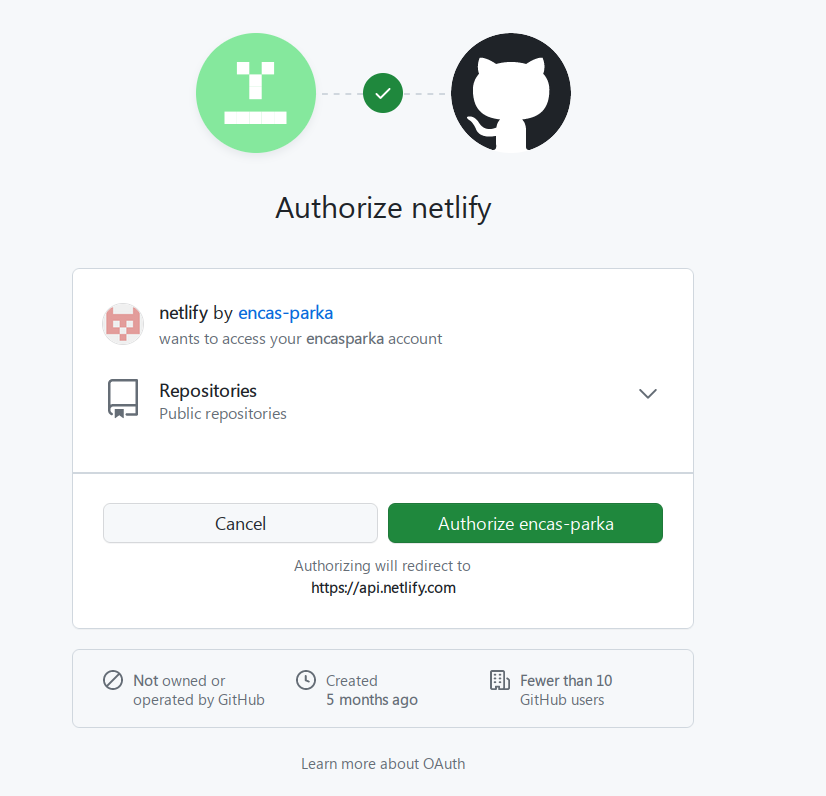 Authorize netlify
netlify by encas-parka
wants to access your encasparka account
Repositories
Public repositories
Cancel
Authorize encas-parka
Authorizing will redirect to
https://api.netlify.com
Not owned or
operated by GitHub
Created
5 months ago
Fewer than 10
GitHub users
Learn more about OAuth